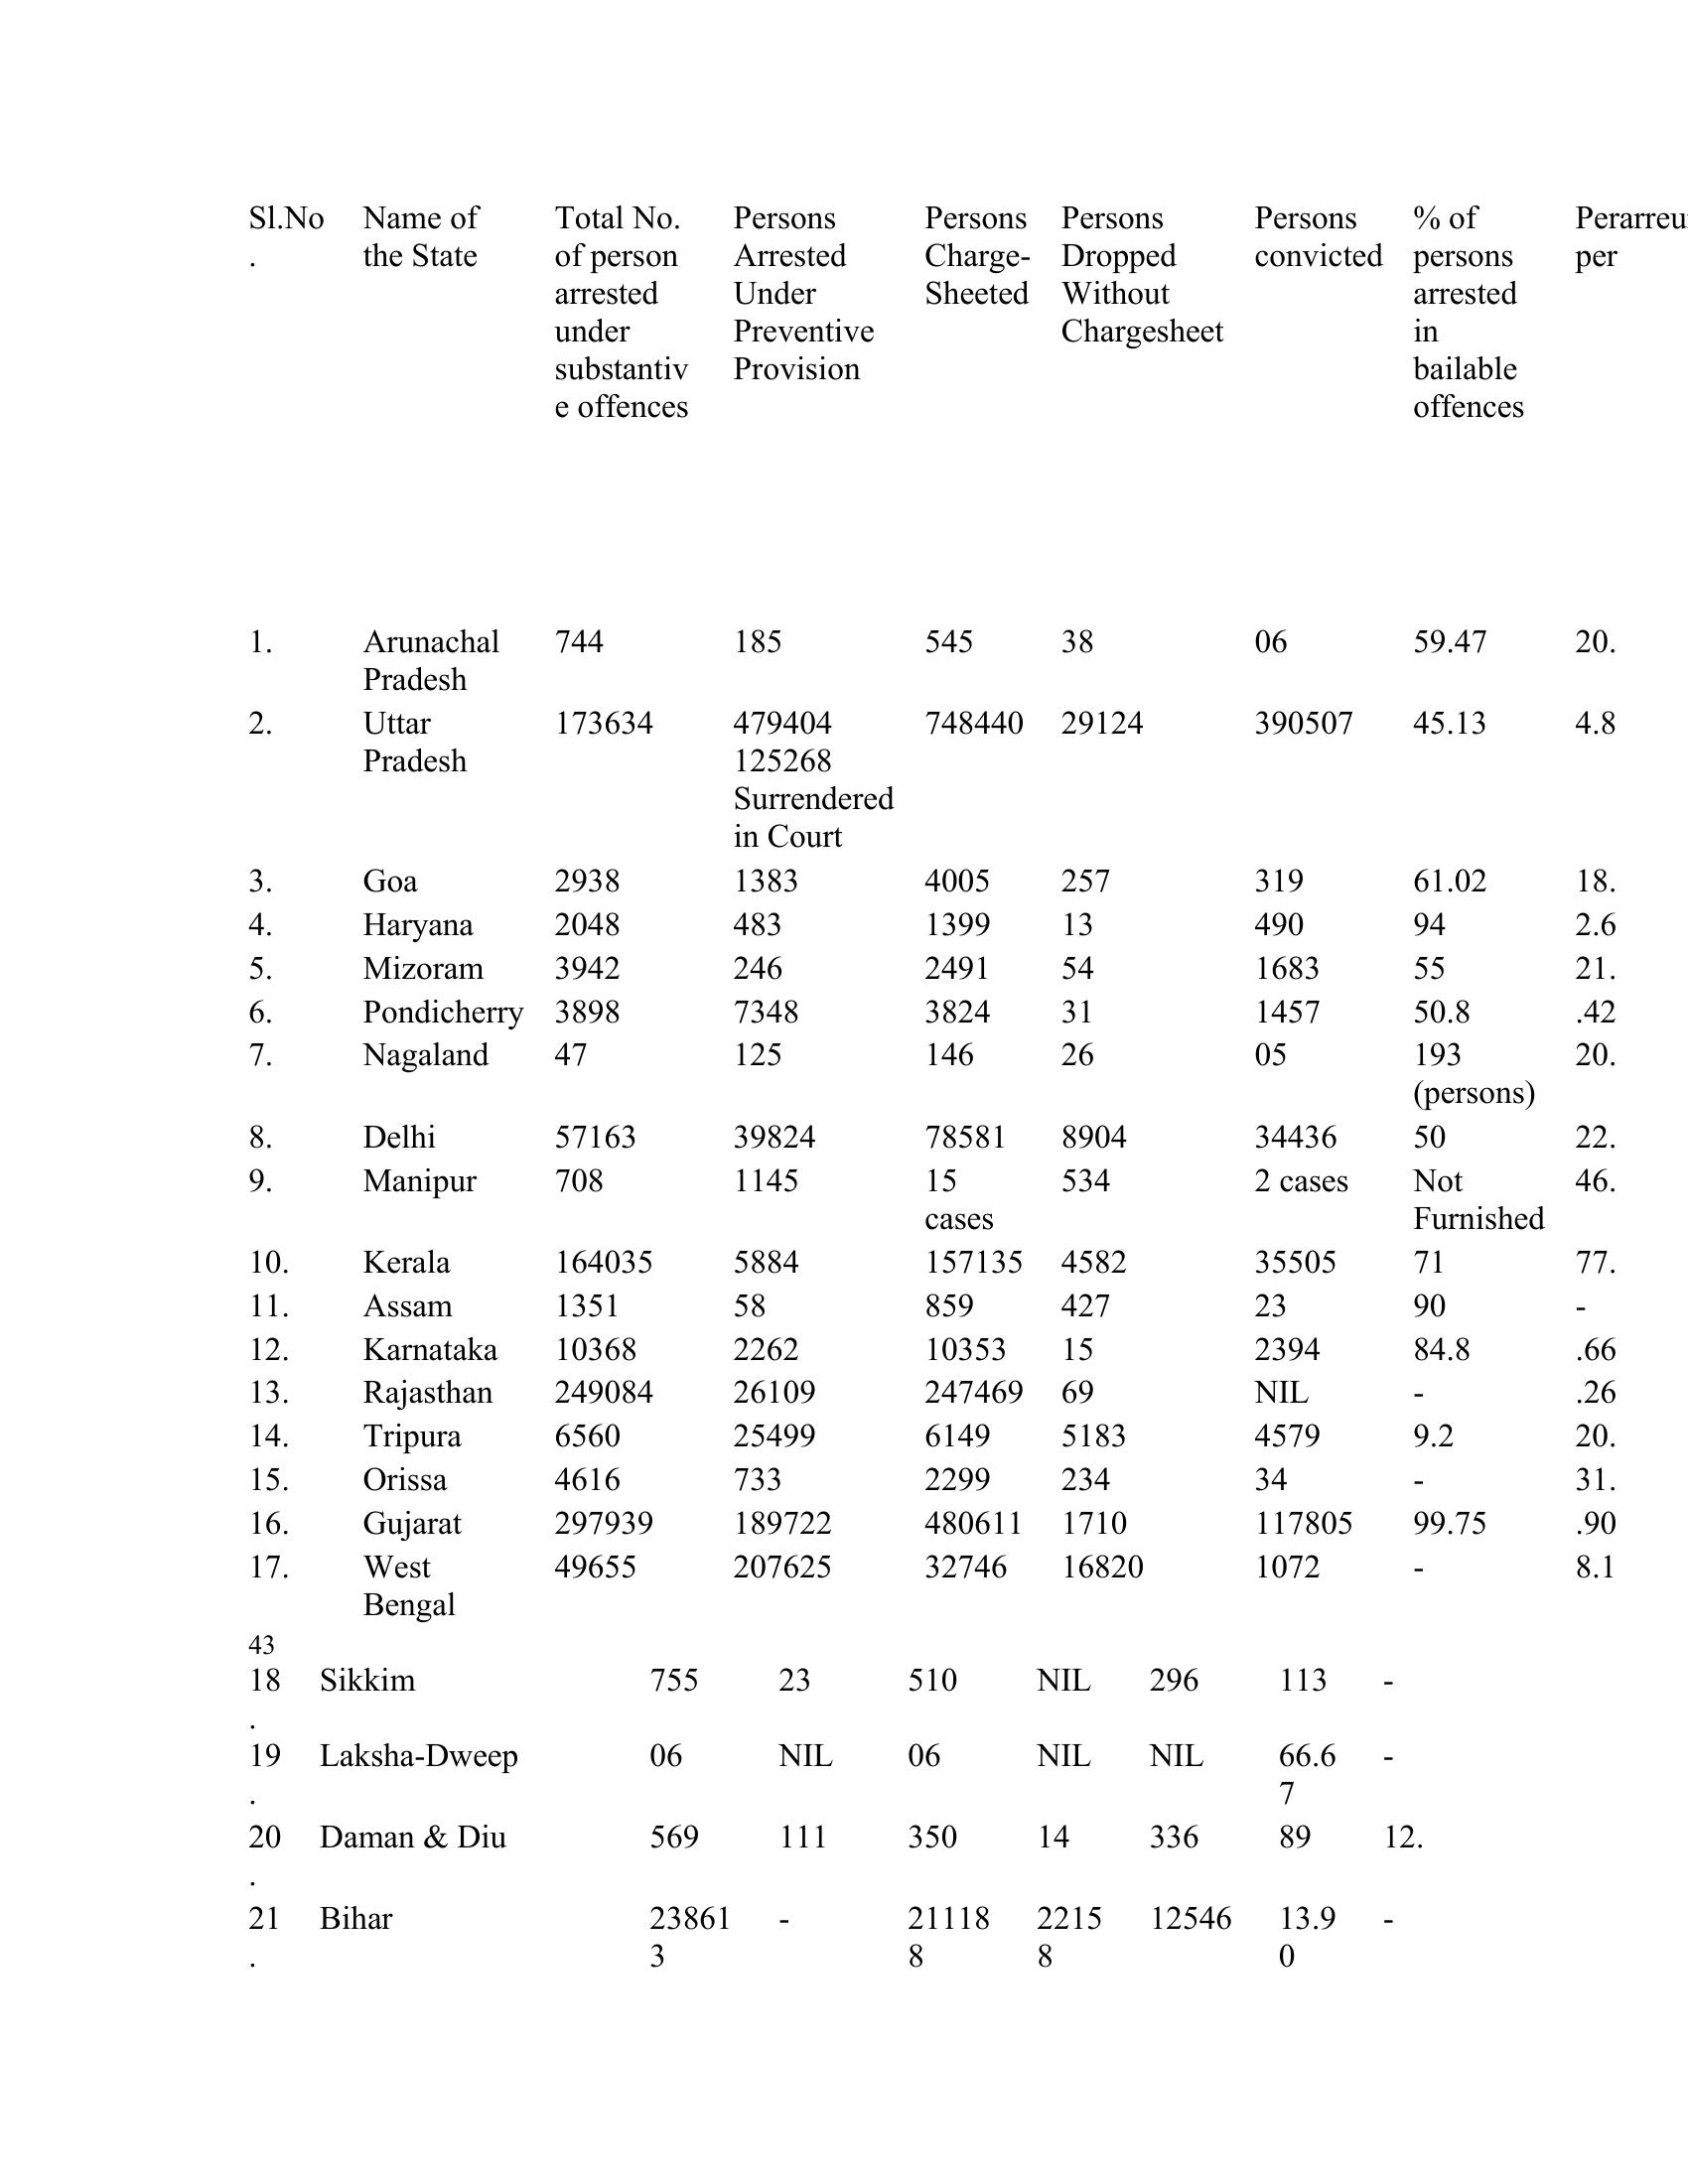 Sl.No
.
Name of
the State
Total No.
of person
arrested
under
substantiv
e offences
Persons
Arrested
Under
Preventive
Provision
Persons
Charge-
Sheeted
Persons
Dropped
Without
Chargesheet
Persons
convicted
% of
persons
arrested
in
bailable
offences
per
1. Arunachal 744 185 545 38 06 59.47 20.
Pradesh
2. Uttar 173634 479404 748440 29124 390507 45.13 4.8
Pradesh 125268
Surrendered
in Court
3. Goa 2938 1383 4005 257 319 61.02 18.
4. Haryana 2048 483 1399 13 490 94 2.6
5. Mizoram 3942 246 2491 54 1683 55 21.
6. Pondicherry 3898 7348 3824 31 1457 50.8 .42
7. Nagaland 47 125 146 26 05 193 20.
(persons)
8. Delhi 57163 39824 78581 8904 34436 50 22.
9. Manipur 708 1145 15 534 2 cases Not 46.
cases Furnished
10. Kerala 164035 5884 157135 4582 35505 71 77.
11. Assam 1351 58 859 427 23 90 -
12. Karnataka 10368 2262 10353 15 2394 84.8 .66
13. Rajasthan 249084 26109 247469 69 NIL - .26
14. Tripura 6560 25499 6149 5183 4579 9.2 20.
15. Orissa 4616 733 2299 234 34 - 31.
16. Gujarat 297939 189722 480611 1710 117805 99.75 .90
17. West 49655 207625 32746 16820 1072 - 8.1
Bengal
43
18 Sikkim 755 23 510 NIL 296 113 -
.
19 Laksha-Dweep 06 NIL 06 NIL NIL 66.6 -
. 7
20 Daman & Diu 569 111 350 14 336 89 12.
.
21 Bihar 23861 - 21118 2215 12546 13.9 -
. 3 8 8 0